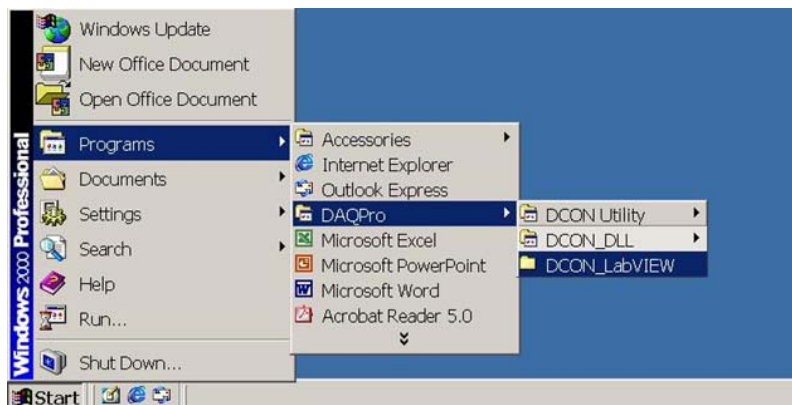 Windows 2000 Professional
Windows Update
New Office Document
Open Office Document
Programs
Documents
Settings
Search
Help
Run...
Shut Down...
Accessories
Internet Explorer
Outlook Express
DAQPro
Microsoft Excel
Microsoft PowerPoint
Microsoft Word
Acrobat Reader 5.0
DCON Utility
DCON_DLL
DCON_LabVIEW
Start